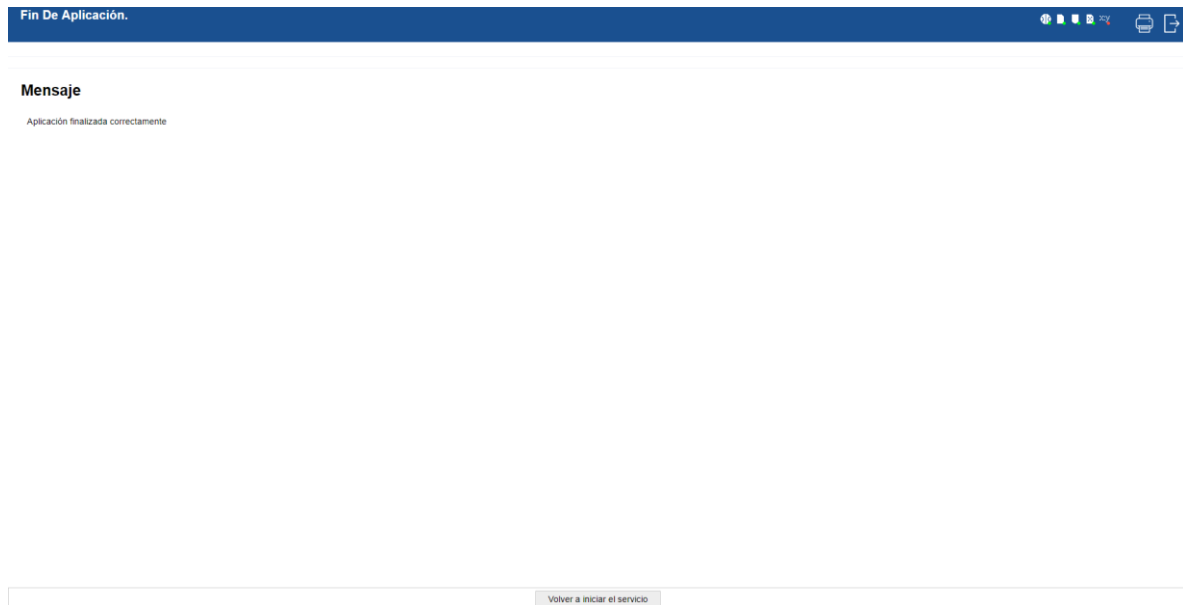 Fin De Aplicación.
Mensaje
Aplicación finalizada correctamente
Volver a iniciar el servicio